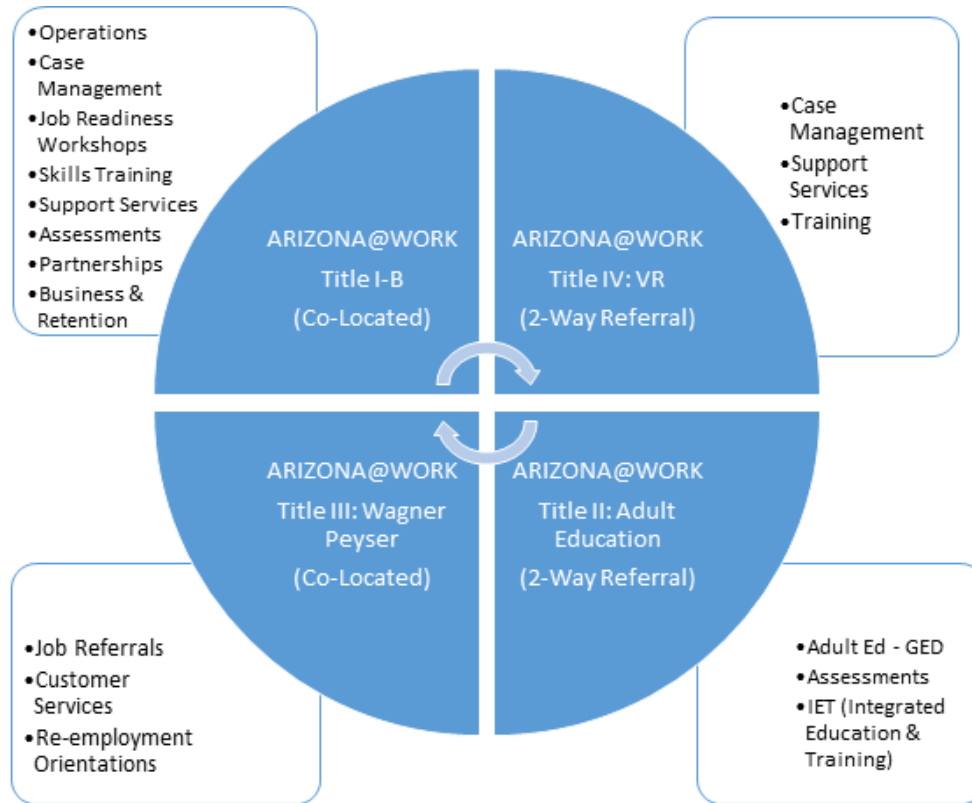 •Operations
•Case
Management
•Job Readiness
Workshops
•Skills Training
•Support Services
•Assessments
•Partnerships
•Business &
Retention
•Case
Management
•Support
Services
•Training
ARIZONA@WORK
Title I-B
(Co-Located)
ARIZONA@WORK
Title IV: VR
(2-Way Referral)
ARIZONA@WORK
Title III: Wagner
Peyser
(Co-Located)
ARIZONA@WORK
Title II: Adult
Education
(2-Way Referral)
•Job Referrals
•Customer
Services
•Re-employment
Orientations
•Adult Ed - GED
•Assessments
•IET (Integrated
Education &
Training)